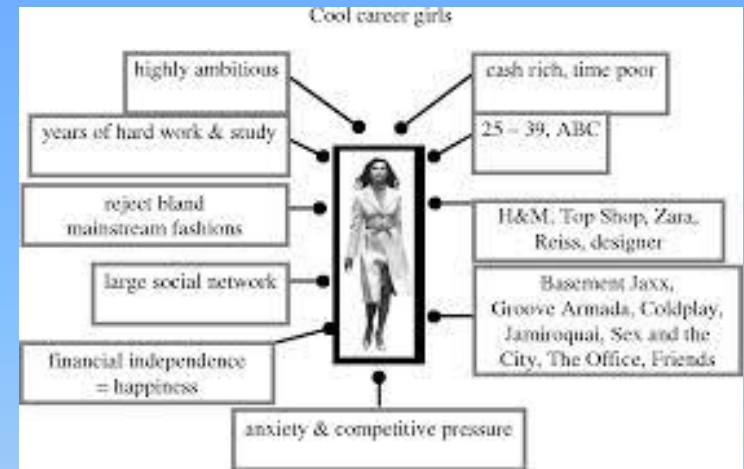 Cool career girls
highly ambitious
cash rich, time poor
years of hard work & study
25 – 39, ABC
reject bland
mainstream fashions
H&M, Top Shop, Zara,
Reiss, designer
large social network
Basement Jaxx,
Groove Armada, Coldplay,
Jamiroquai, Sex and the
City, The Office, Friends
financial independence
= happiness
anxiety & competitive pressure